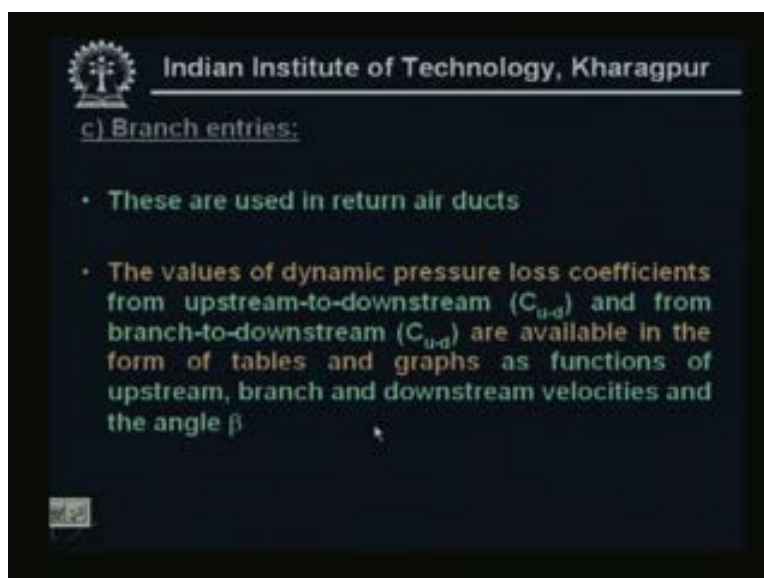 Indian Institute of Technology, Kharagpur
c) Branch entries:
• These are used in return air ducts
• The values of dynamic pressure loss coefficients
from upstream-to-downstream (Cu-d) and from
branch-to-downstream (Cu-d) are available in the
form of tables and graphs as functions of
upstream, branch and downstream velocities and
the angle β